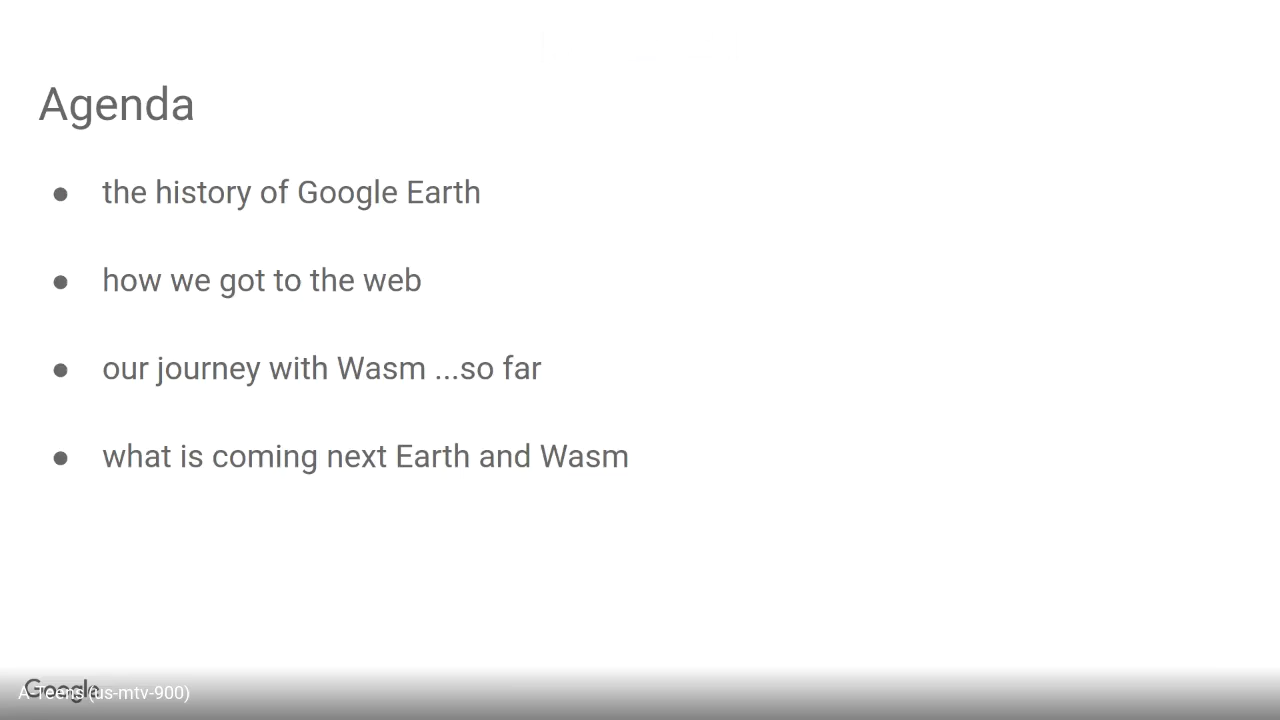 Agenda
● the history of Google Earth
● how we got to the web
● our journey with Wasm ...so far
● what is coming next Earth and Wasm
Google
A-Teens (us-mtv-900)